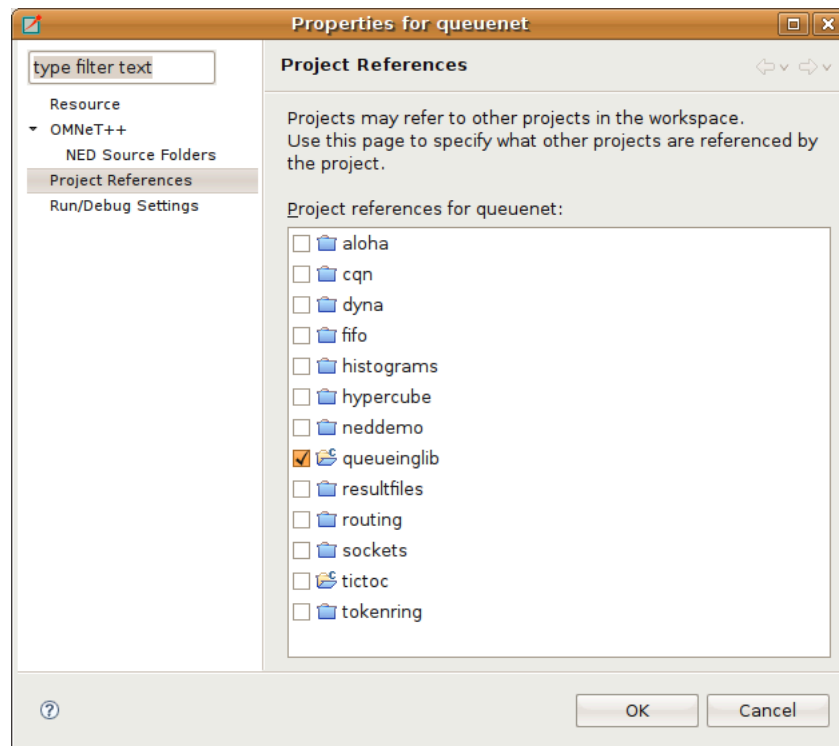 Properties for queuenet
type filter text
Resource
OMNeT++
NED Source Folders
Project References
Run/Debug Settings
Project References
Projects may refer to other projects in the workspace.
Use this page to specify what other projects are referenced by
the project.
Project references for queuenet:
aloha
cqn
dyna
fifo
histograms
hypercube
neddemo
queueinglib
resultfiles
routing
sockets
tictoc
tokenring
OK
Cancel